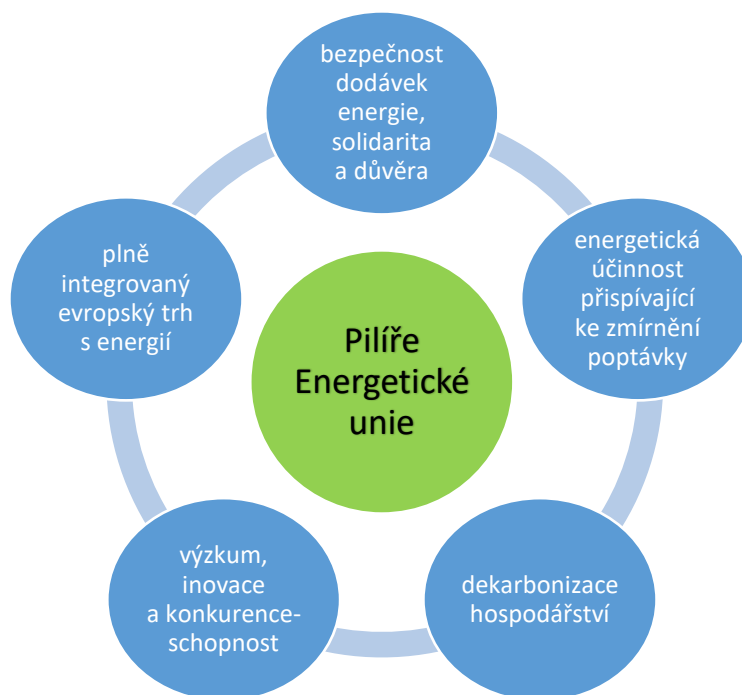 bezpečnost
dodávek
energie,
solidarita
a důvěra
energetická
účinnost
přispívající
ke zmírnění
poptávky
dekarbonizace
hospodářství
výzkum,
inovace
a konkurence-
schopnost
plně
integrovaný
evropský trh
s energií
Pilíře
Energetické
unie